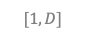 [1, D]